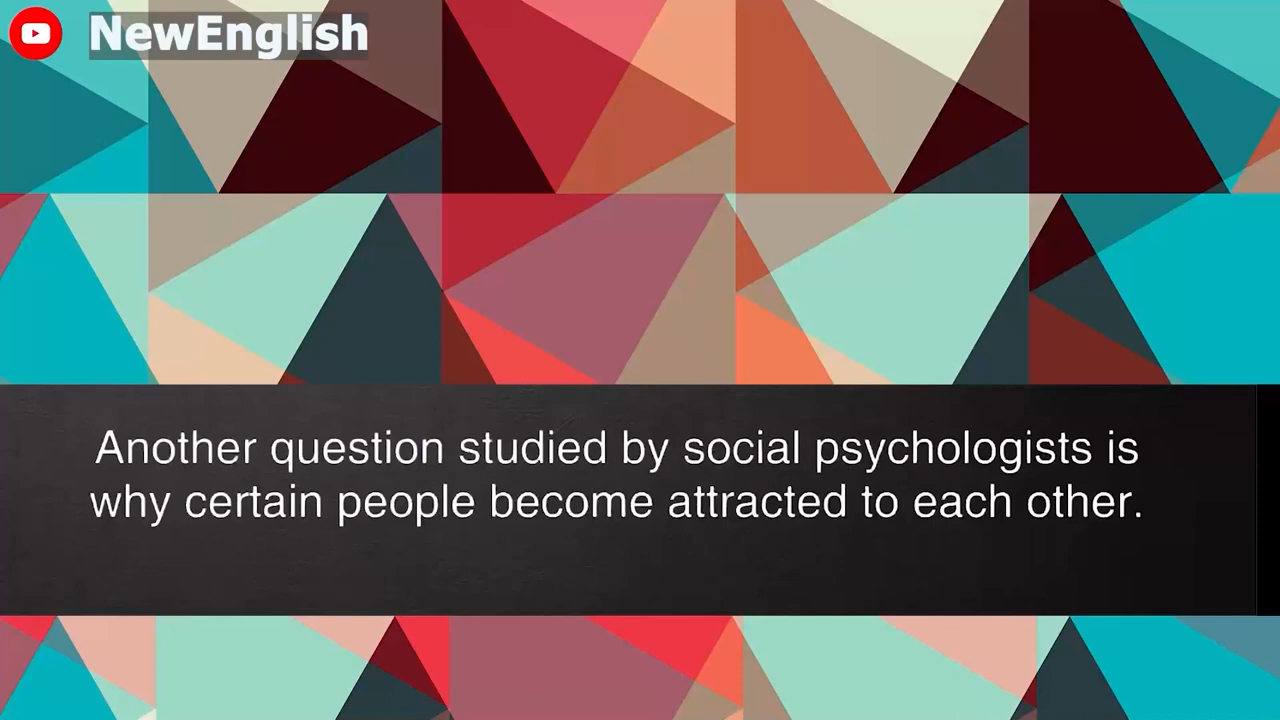 NewEnglish
Another question studied by social psychologists is
why certain people become attracted to each other.